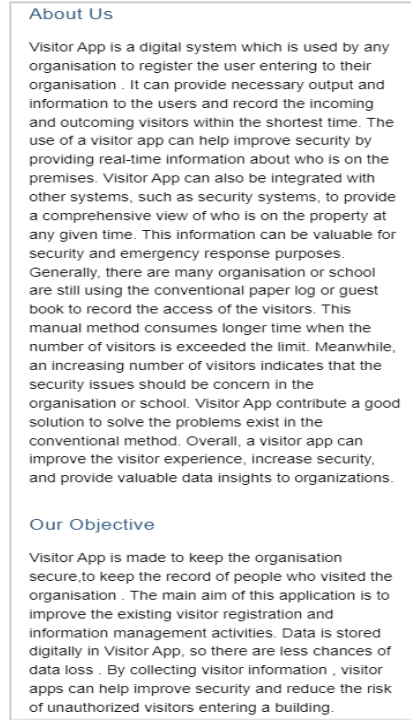 About Us
Visitor App is a digital system which is used by any
organisation to register the user entering to their
organisation . It can provide necessary output and
information to the users and record the incoming
and outcoming visitors within the shortest time. The
use of a visitor app can help improve security by
providing real-time information about who is on the
premises. Visitor App can also be integrated with
other systems, such as security systems, to provide
a comprehensive view of who is on the property at
any given time. This information can be valuable for
security and emergency response purposes.
Generally, there are many organisation or school
are still using the conventional paper log or guest
book to record the access of the visitors. This
manual method consumes longer time when the
number of visitors is exceeded the limit. Meanwhile,
an increasing number of visitors indicates that the
security issues should be concern in the
organisation or school. Visitor App contribute a good
solution to solve the problems exist in the
conventional method. Overall, a visitor app can
improve the visitor experience, increase security,
and provide valuable data insights to organizations.
Our Objective
Visitor App is made to keep the organisation
secure,to keep the record of people who visited the
organisation . The main aim of this application is to
improve the existing visitor registration and
information management activities. Data is stored
digitally in Visitor App, so there are less chances of
data loss . By collecting visitor information , visitor
apps can help improve security and reduce the risk
of unauthorized visitors entering a building.